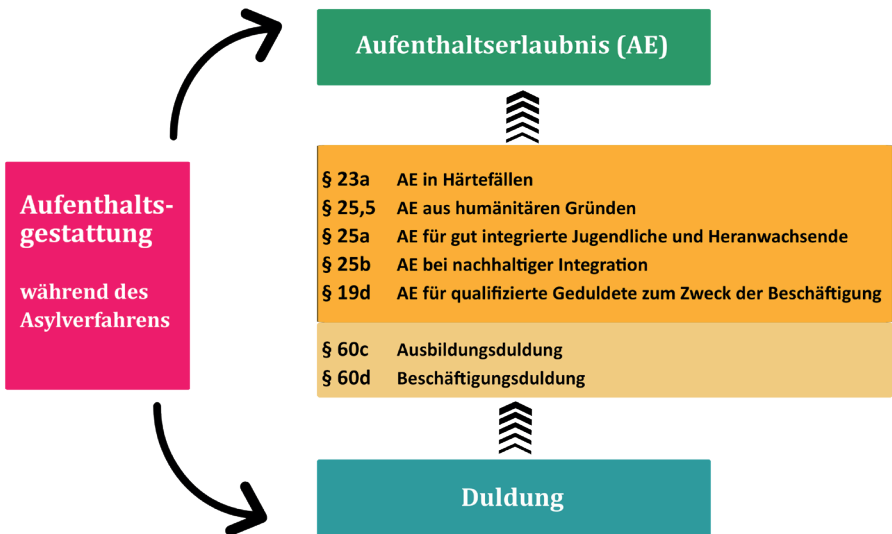 Aufenthaltserlaubnis (AE)
Aufenthalts-
gestattung
während des
Asylverfahrens
§ 23a AE in Härtefällen
§ 25,5 AE aus humänitären Gründen
§ 25a AE für gut integrierte Jugendliche und Heranwachsende
§ 25b AE bei nachhaltiger Integration
§ 19d AE für qualifizierte Geduldete zum Zweck der Beschäftigung
§ 60c Ausbildungsduldung
§ 60d Beschäftigungsduldung
Duldung